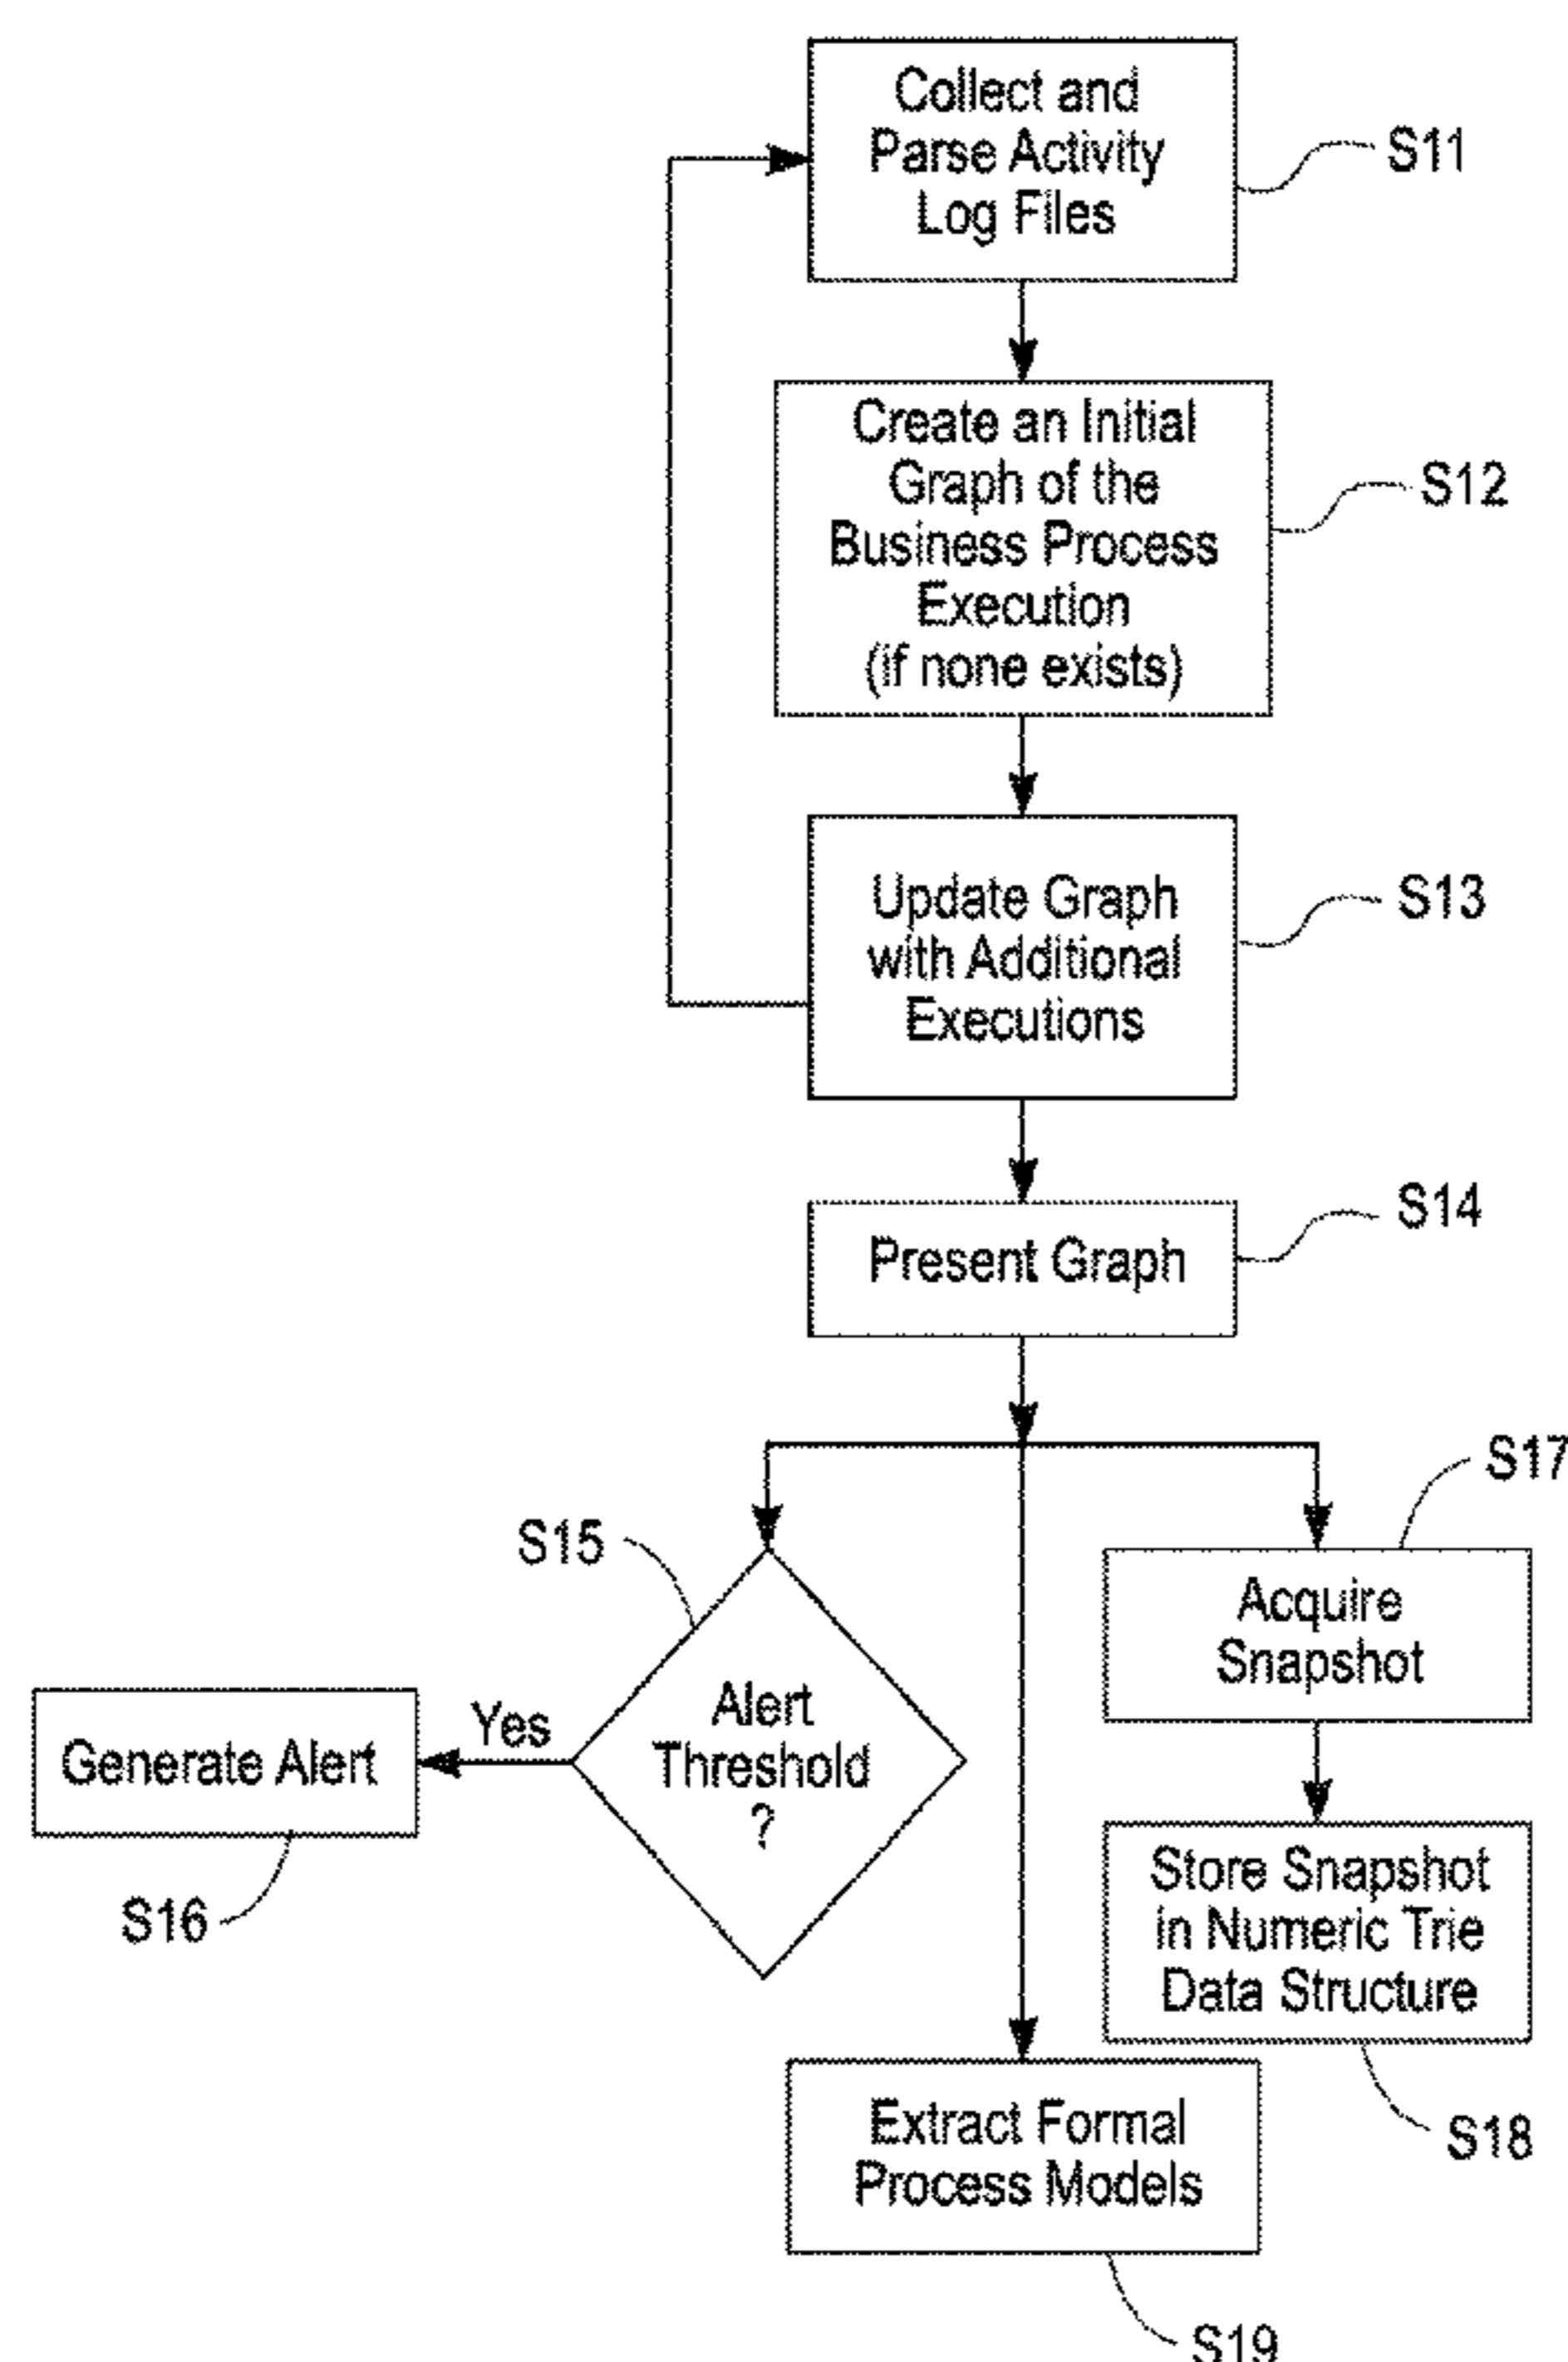 Collect and
Parse Activity
Log Files
S11
Create an Initial
Graph of the
Business Process
Execution
(if none exists)
S12
Update Graph
with Additional
Executions
S13
Present Graph
S14
S15
Alert
Threshold
?
Yes
Generate Alert
S16
S17
Acquire
Snapshot
Store Snapshot
in Numeric Trie
Data Structure
S18
Extract Formal
Process Models
S19